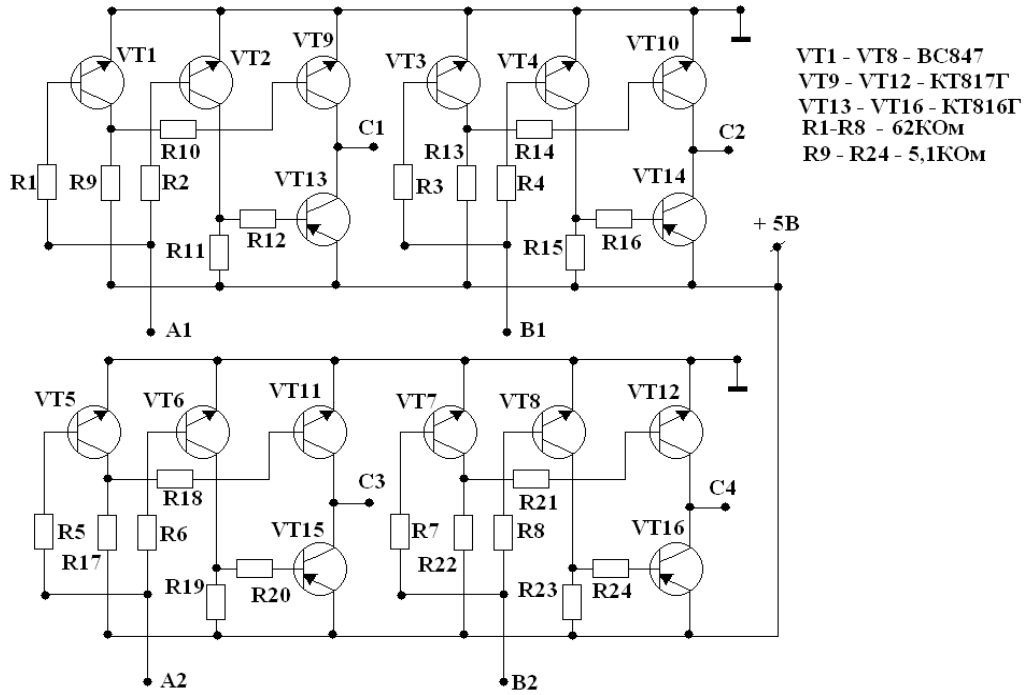 VT1
VT2
VT9
VT3
VT4
VT10
VT1 - VT8 - BC847
VT9 - VT12 - КТ817Г
VT13 - VT16 - КТ816Г
R1-R8 - 62КОм
R9 - R24 - 5,1КОм
C1
C2
R10
R14
R1
R9
R2
VT13
R3
R13
R4
VT14
R11
R12
R15
R16
+ 5В
A1
B1
VT5
VT6
VT11
VT7
VT8
VT12
C3
C4
R18
R21
R5
R17
R6
VT15
R7
R22
R8
VT16
R19
R20
R23
R24
A2
B2